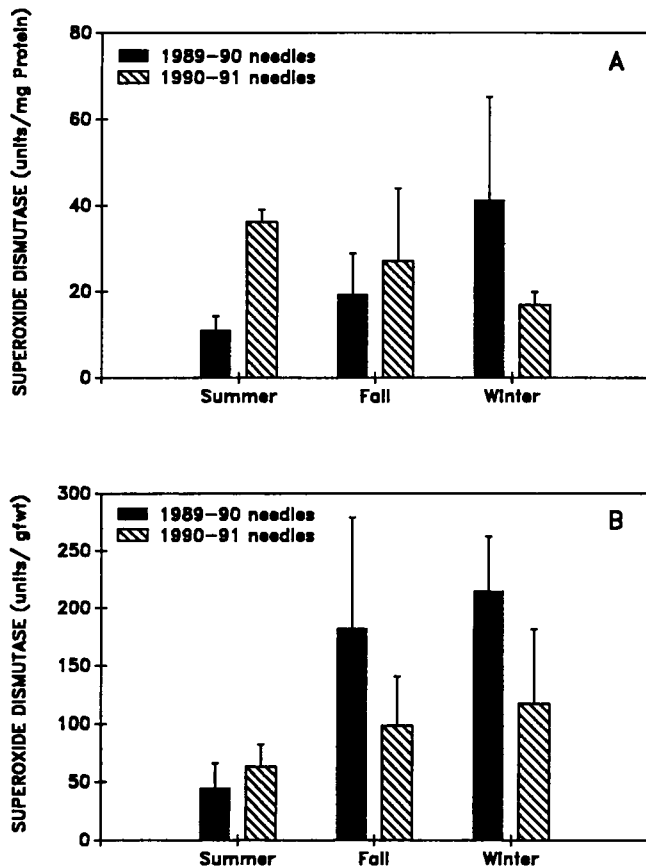 SUPEROXIDE DISMUTASE (units/mg Protein)
80
60
40
20
0
1989-90 needles
1990-91 needles
A
Summer
Fall
Winter
SUPEROXIDE DISMUTASE (units/ gfwt)
300
250
200
150
100
50
0
1989-90 needles
1990-91 needles
B
Summer
Fall
Winter